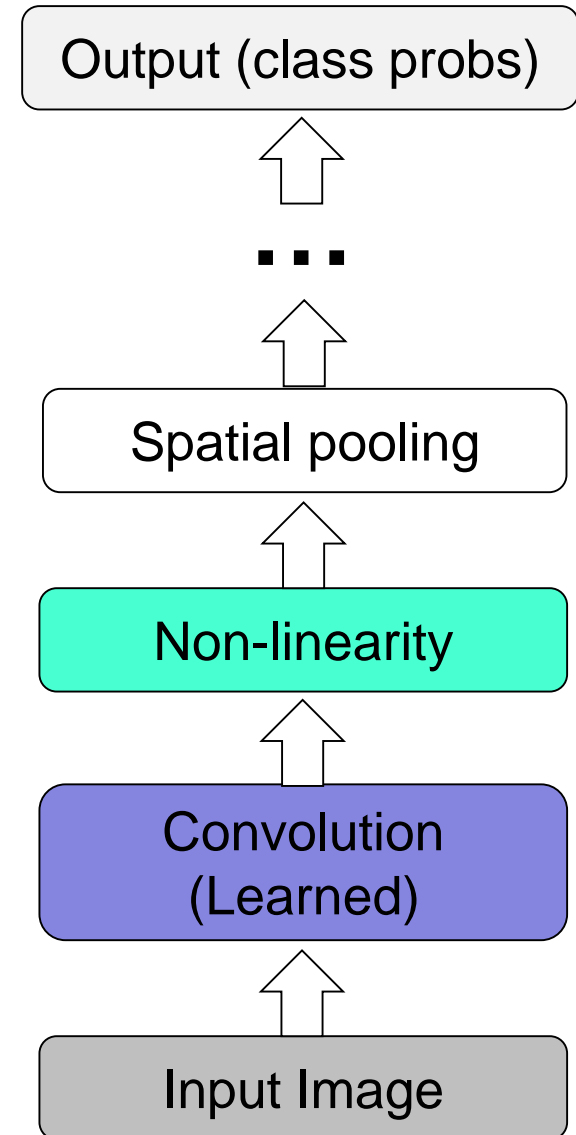 Output (class probs)
...
Spatial pooling
Non-linearity
Convolution
(Learned)
Input Image